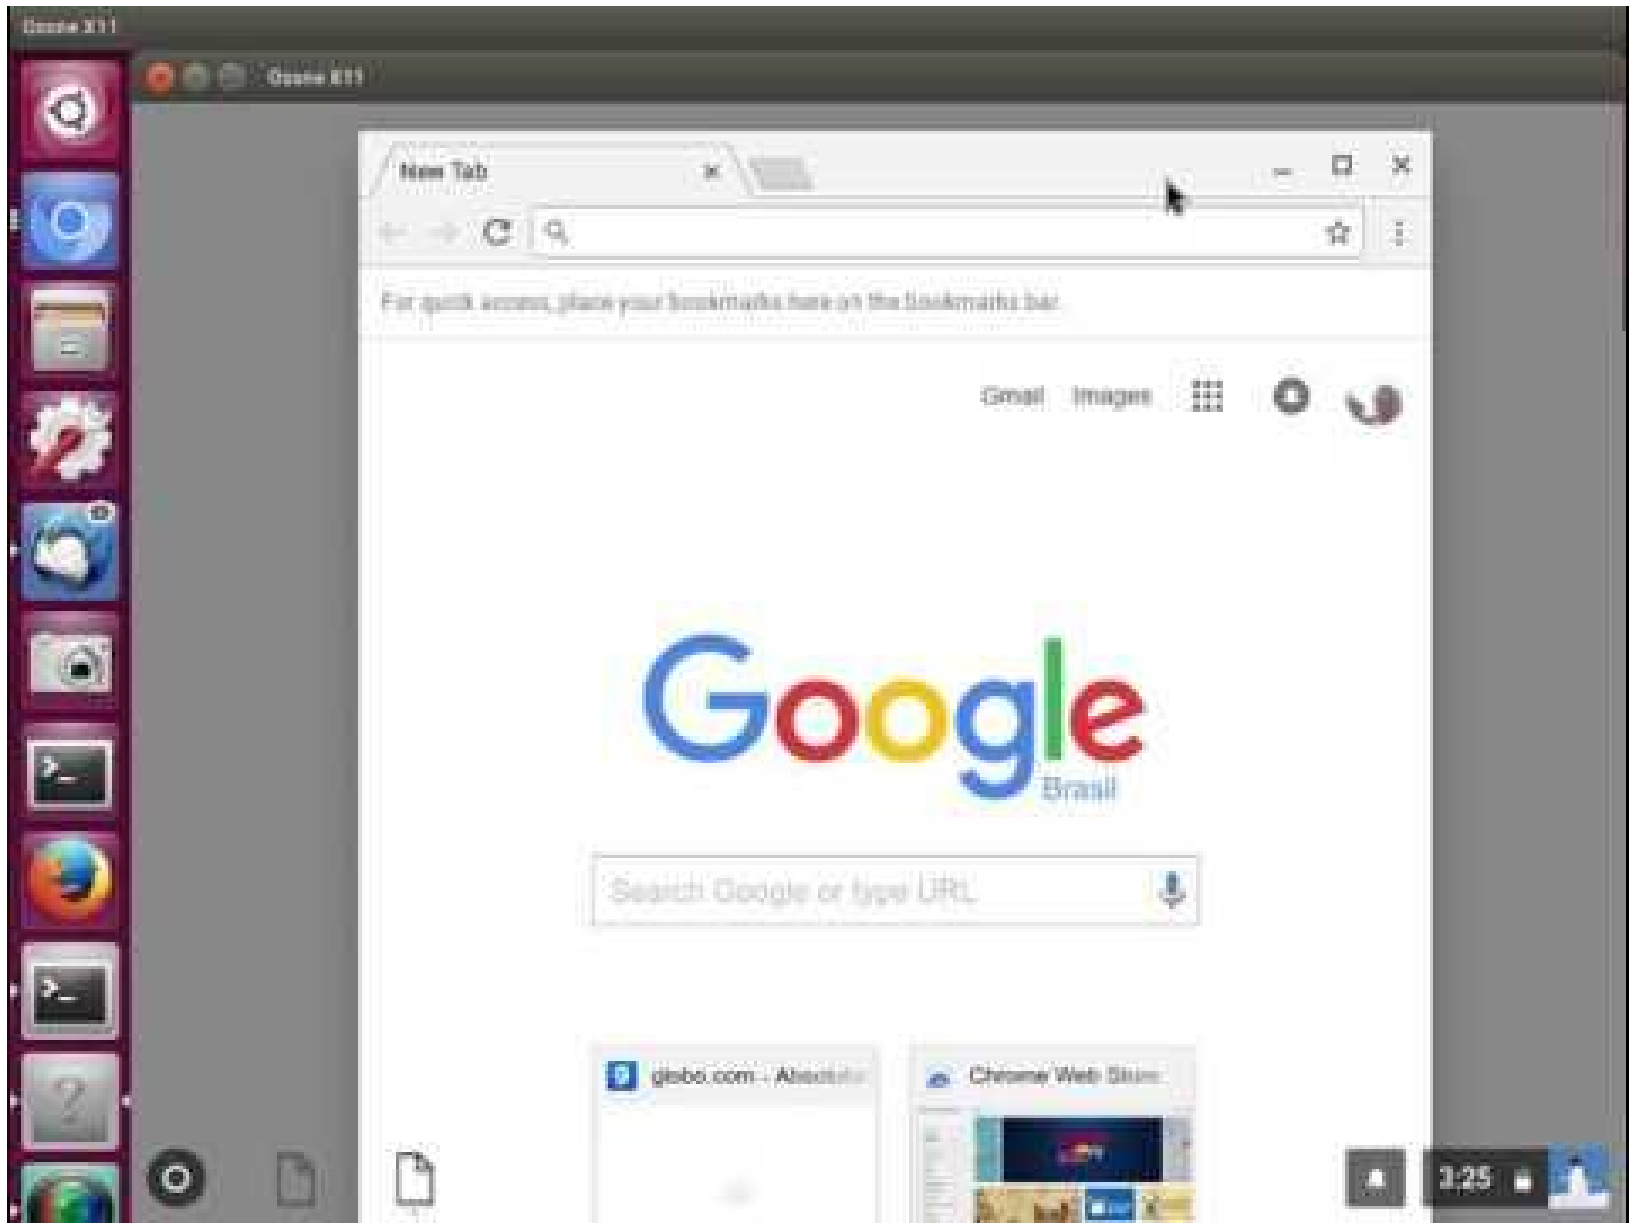 Ozone X11
Ozone X11
New Tab
For quick access, place your bookmarks here on the bookmarks bar.
Gmail Images
Google
Brasil
Search Google or type URL
globo.com - Absoluta
Chrome Web Store
3:25